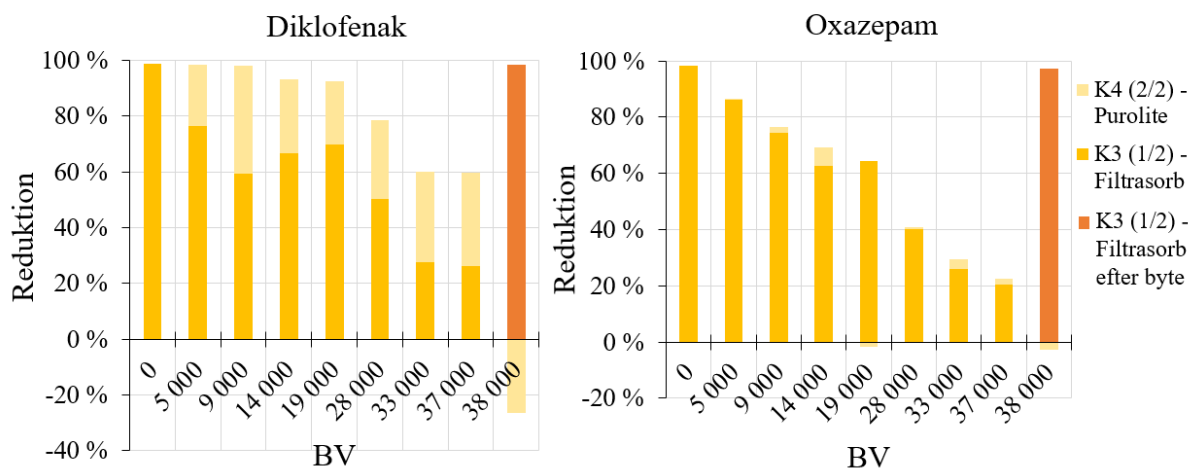 Diklofenak
100 %
80 %
60 %
40 %
20 %
0 %
-20 %
-40 %
Reduktion
0
5 000
9 000
14 000
19 000
28 000
33 000
37 000
38 000
BV
Oxazepam
100 %
80 %
60 %
40 %
20 %
0 %
-20 %
Reduktion
0
5 000
9 000
14 000
19 000
28 000
33 000
37 000
38 000
BV
K4 (2/2) -
Purolite
K3 (1/2) -
Filtrasorb
K3 (1/2) -
Filtrasorb
efter byte